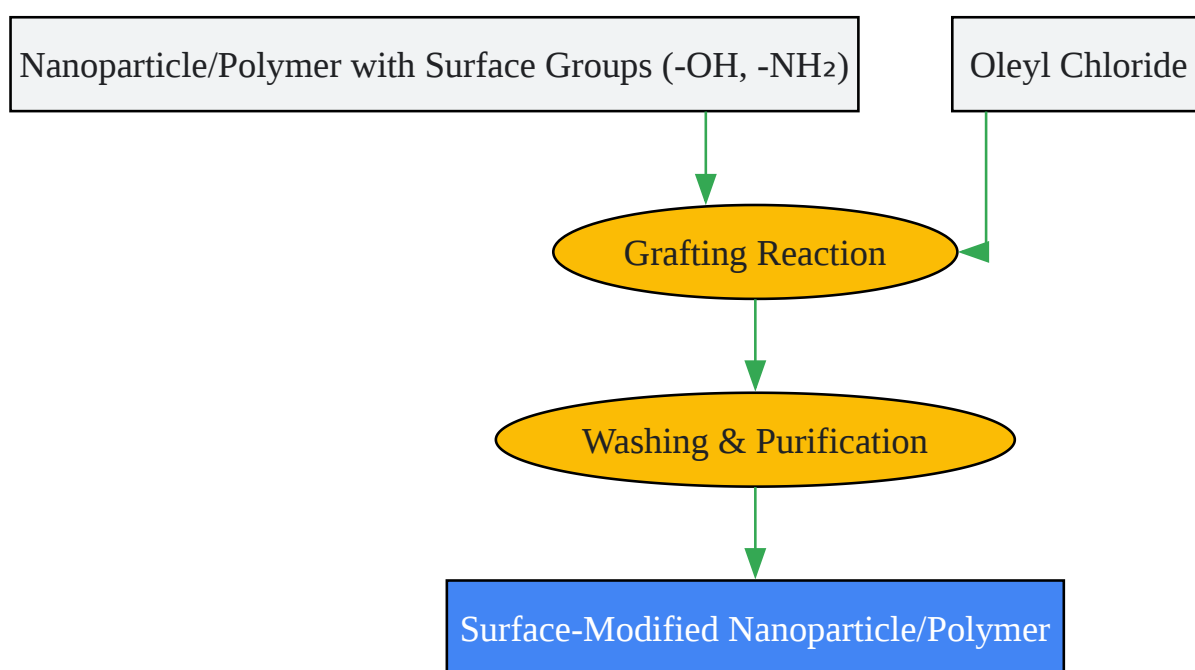 Nanoparticle/Polymer with Surface Groups (-OH, -NH₂)
Oleyl Chloride
Grafting Reaction
Washing & Purification
Surface-Modified Nanoparticle/Polymer